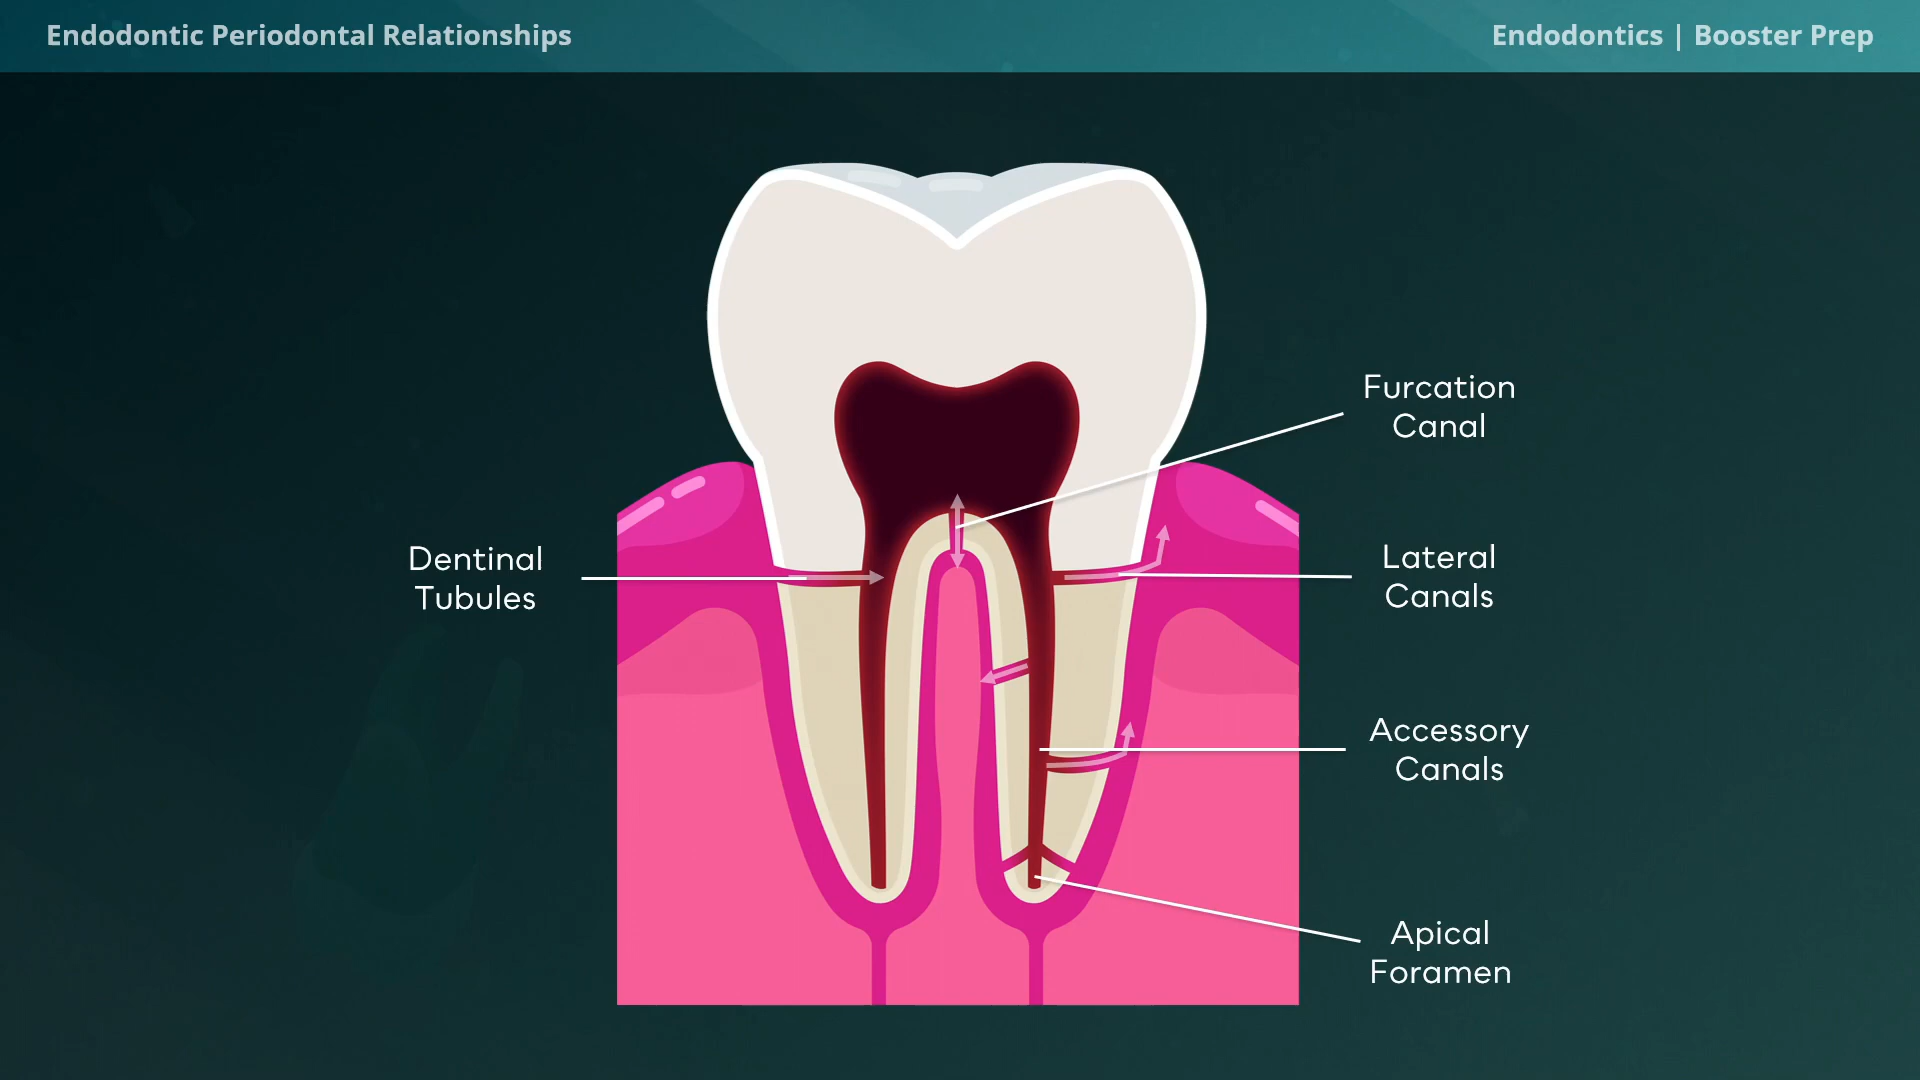 Endodontic Periodontal Relationships
Endodontics | Booster Prep
Furcation
Canal
Dentinal
Tubules
Lateral
Canals
Accessory
Canals
Apical
Foramen